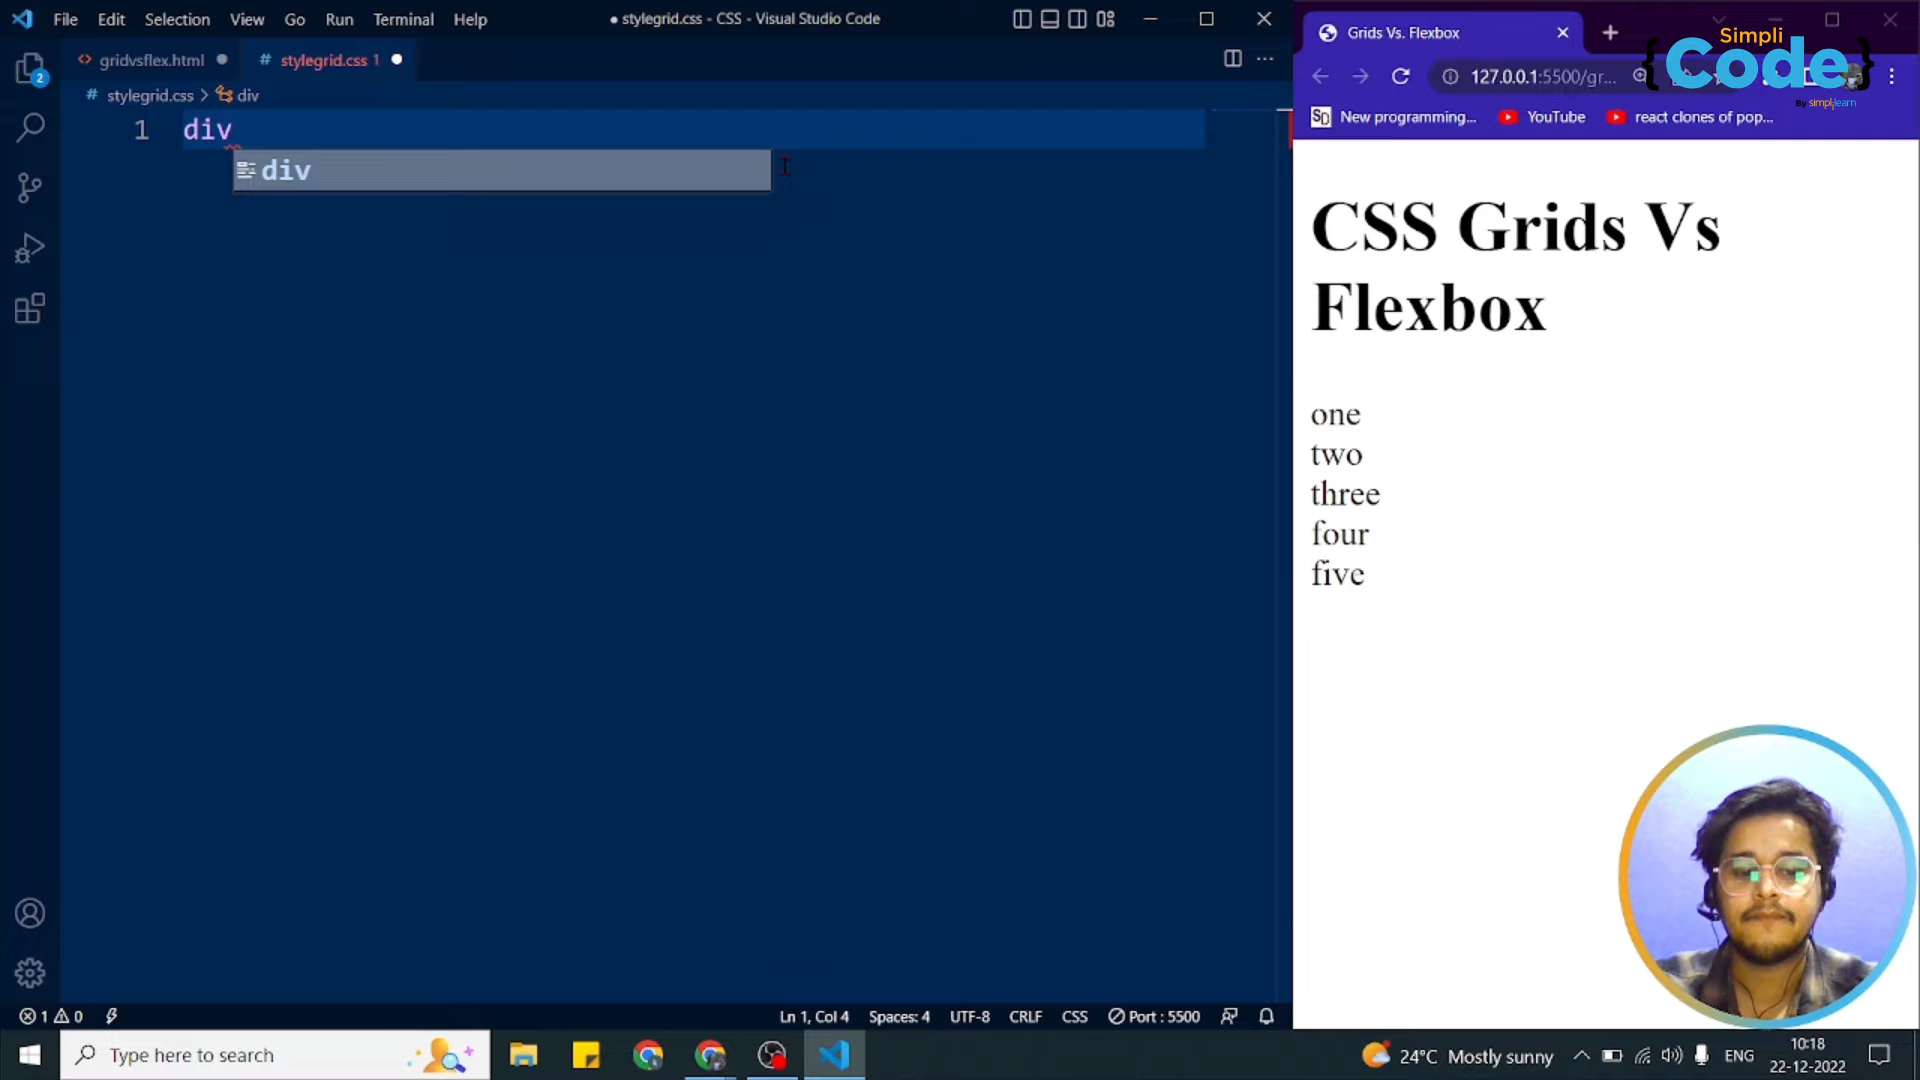 File Edit Selection View Go Run Terminal Help
● stylegrid.css - CSS - Visual Studio Code
2
<> gridvsflex.html ●
# stylegrid.css 1 ●
# stylegrid.css > div
1 div
div
⊗ 1 ⚠ 0
Ln 1, Col 4 Spaces: 4 UTF-8 CRLF CSS Port : 5500
Grids Vs. Flexbox
127.0.0.1:5500/gr...
Simpli
{Code}
By simplilearn
SD New programming... YouTube react clones of pop...
CSS Grids Vs
Flexbox
one
two
three
four
five
Type here to search
24°C Mostly sunny
ENG
10:18
22-12-2022